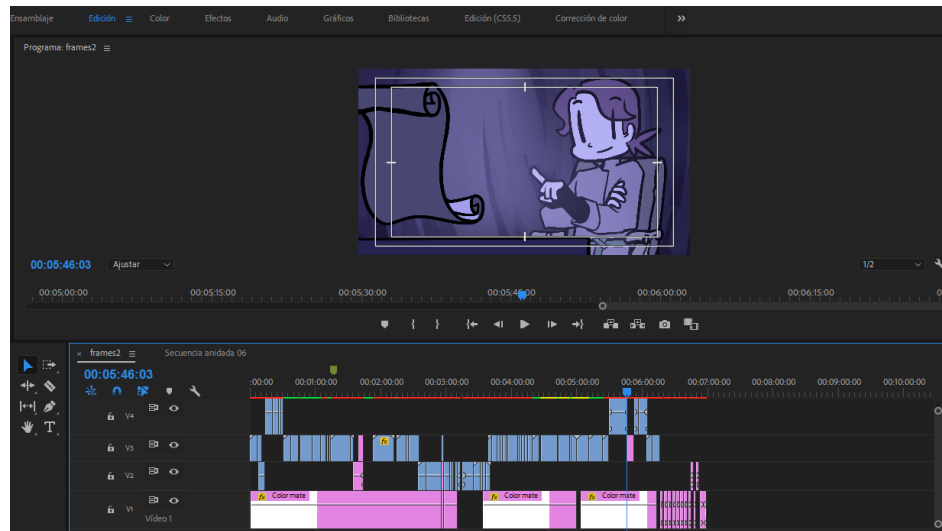 Ensamblaje Edición Color Efectos Audio Gráficos Bibliotecas Edición (CS5.5) Corrección de color
Programa: frames2
00:05:46:03 Ajustar 1/2
00:05:00:00 00:05:15:00 00:05:30:00 00:05:45:00 00:06:00:00 00:06:15:00
× frames2 Secuencia anidada 06
00:05:46:03
:00:00 00:01:00:00 00:02:00:00 00:03:00:00 00:04:00:00 00:05:00:00 00:06:00:00 00:07:00:00 00:08:00:00 00:09:00:00 00:10:00:00
V4
V3 fx
V2
V1 fx Color mate fx Color mate fx Color mate
Vídeo 1